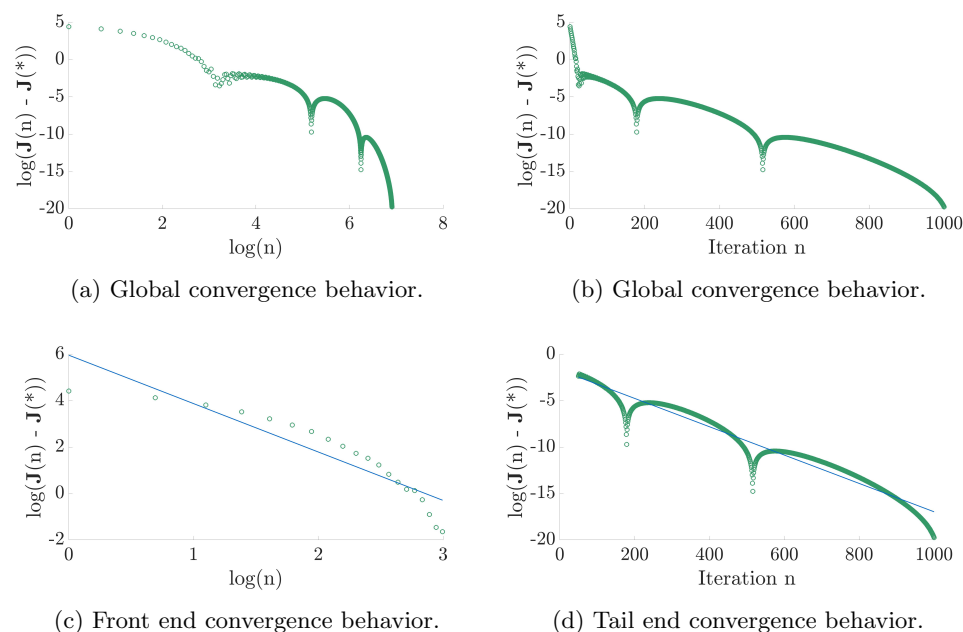 5
0
-5
-10
-15
-20
log(J(n) - J(*))
0 2 4 6 8
log(n)
(a) Global convergence behavior.
5
0
-5
-10
-15
-20
log(J(n) - J(*))
0 200 400 600 800 1000
Iteration n
(b) Global convergence behavior.
6
4
2
0
-2
log(J(n) - J(*))
0 1 2 3
log(n)
(c) Front end convergence behavior.
0
-5
-10
-15
-20
log(J(n) - J(*))
0 200 400 600 800 1000
Iteration n
(d) Tail end convergence behavior.